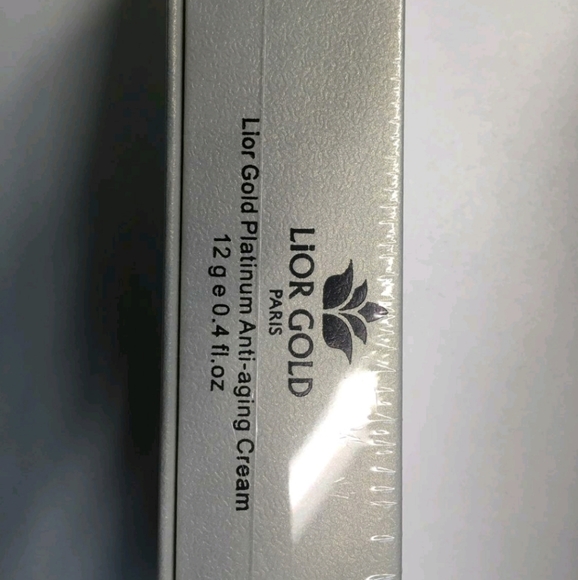 LiOR GOLD
PARIS
Lior Gold Platinum Anti-aging Cream
12 g e 0.4 fl.oz